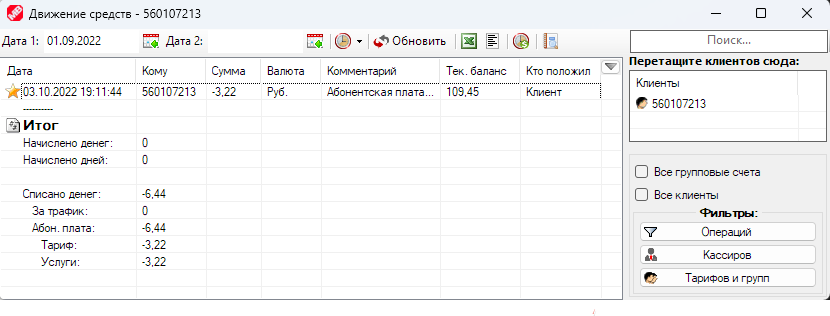 Движение средств - 560107213
Дата 1: 01.09.2022 Дата 2: Обновить Поиск...
Перетащите клиентов сюда:
Дата Кому Сумма Валюта Комментарий Тек. баланс Кто положил
Клиенты
03.10.2022 19:11:44 560107213 -3,22 Руб. Абонентская плата... 109,45 Клиент
560107213
----------
Итог
Начислено денег: 0
Начислено дней: 0
Списано денег: -6,44
За трафик: 0
Абон. плата: -6,44
Тариф: -3,22
Услуги: -3,22
Все групповые счета
Все клиенты
Фильтры:
Операций
Кассиров
Тарифов и групп